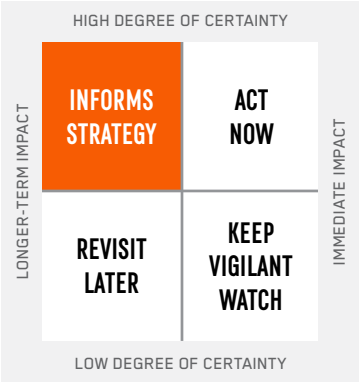 HIGH DEGREE OF CERTAINTY
LONGER-TERM IMPACT
INFORMS
STRATEGY
ACT
NOW
IMMEDIATE IMPACT
REVISIT
LATER
KEEP
VIGILANT
WATCH
LOW DEGREE OF CERTAINTY